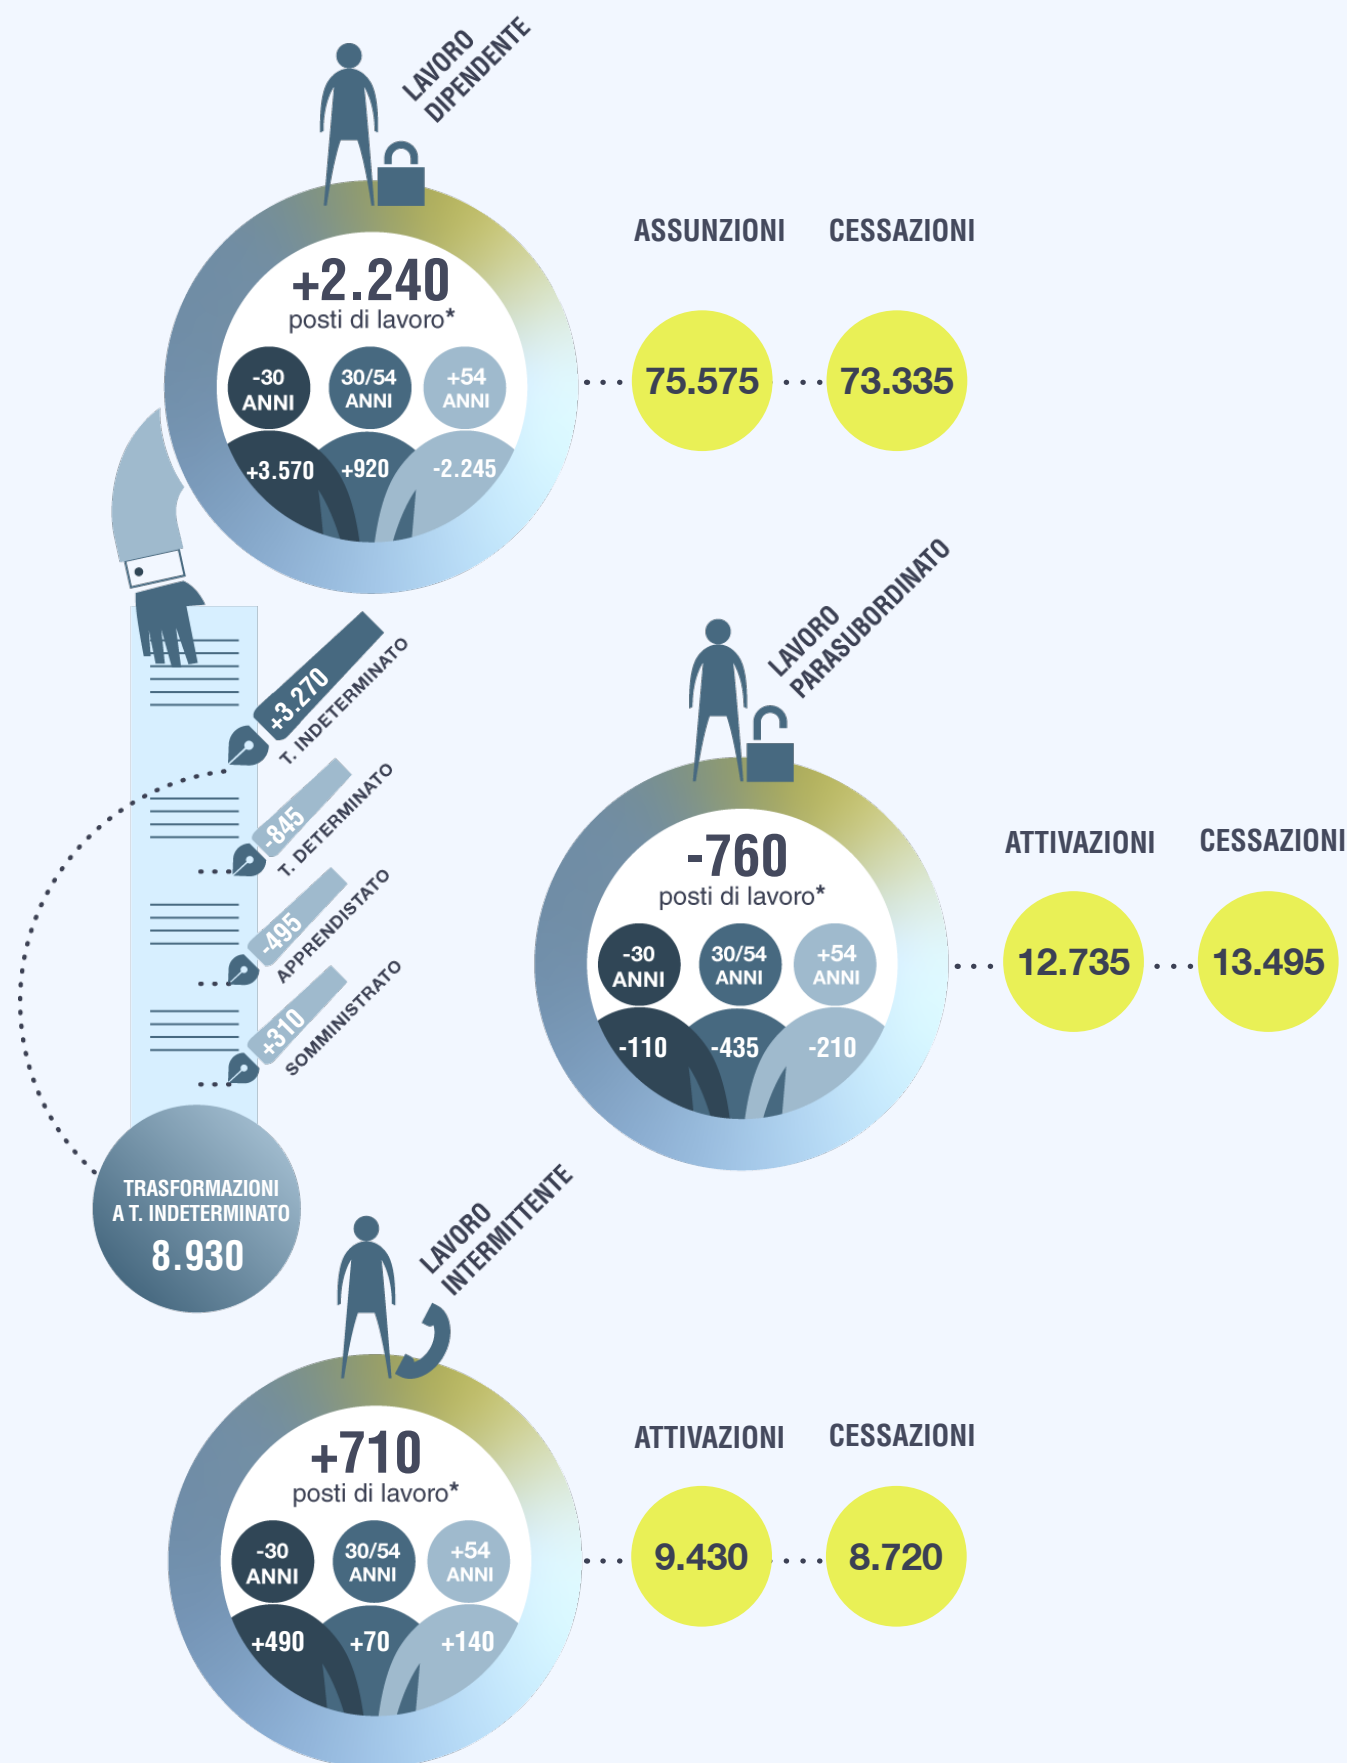 LAVORO
DIPENDENTE
ASSUNZIONI
CESSAZIONI
+2.240
posti di lavoro*
-30
ANNI
30/54
ANNI
+54
ANNI
+3.570
+920
-2.245
75.575
73.335
+3.270
T. INDETERMINATO
-845
T. DETERMINATO
-495
APPRENDISTATO
+310
SOMMINISTRATO
TRASFORMAZIONI
A T. INDETERMINATO
8.930
LAVORO
PARASUBORDINATO
ATTIVAZIONI
CESSAZIONI
-760
posti di lavoro*
-30
ANNI
30/54
ANNI
+54
ANNI
-110
-435
-210
12.735
13.495
LAVORO
INTERMITTENTE
ATTIVAZIONI
CESSAZIONI
+710
posti di lavoro*
-30
ANNI
30/54
ANNI
+54
ANNI
+490
+70
+140
9.430
8.720